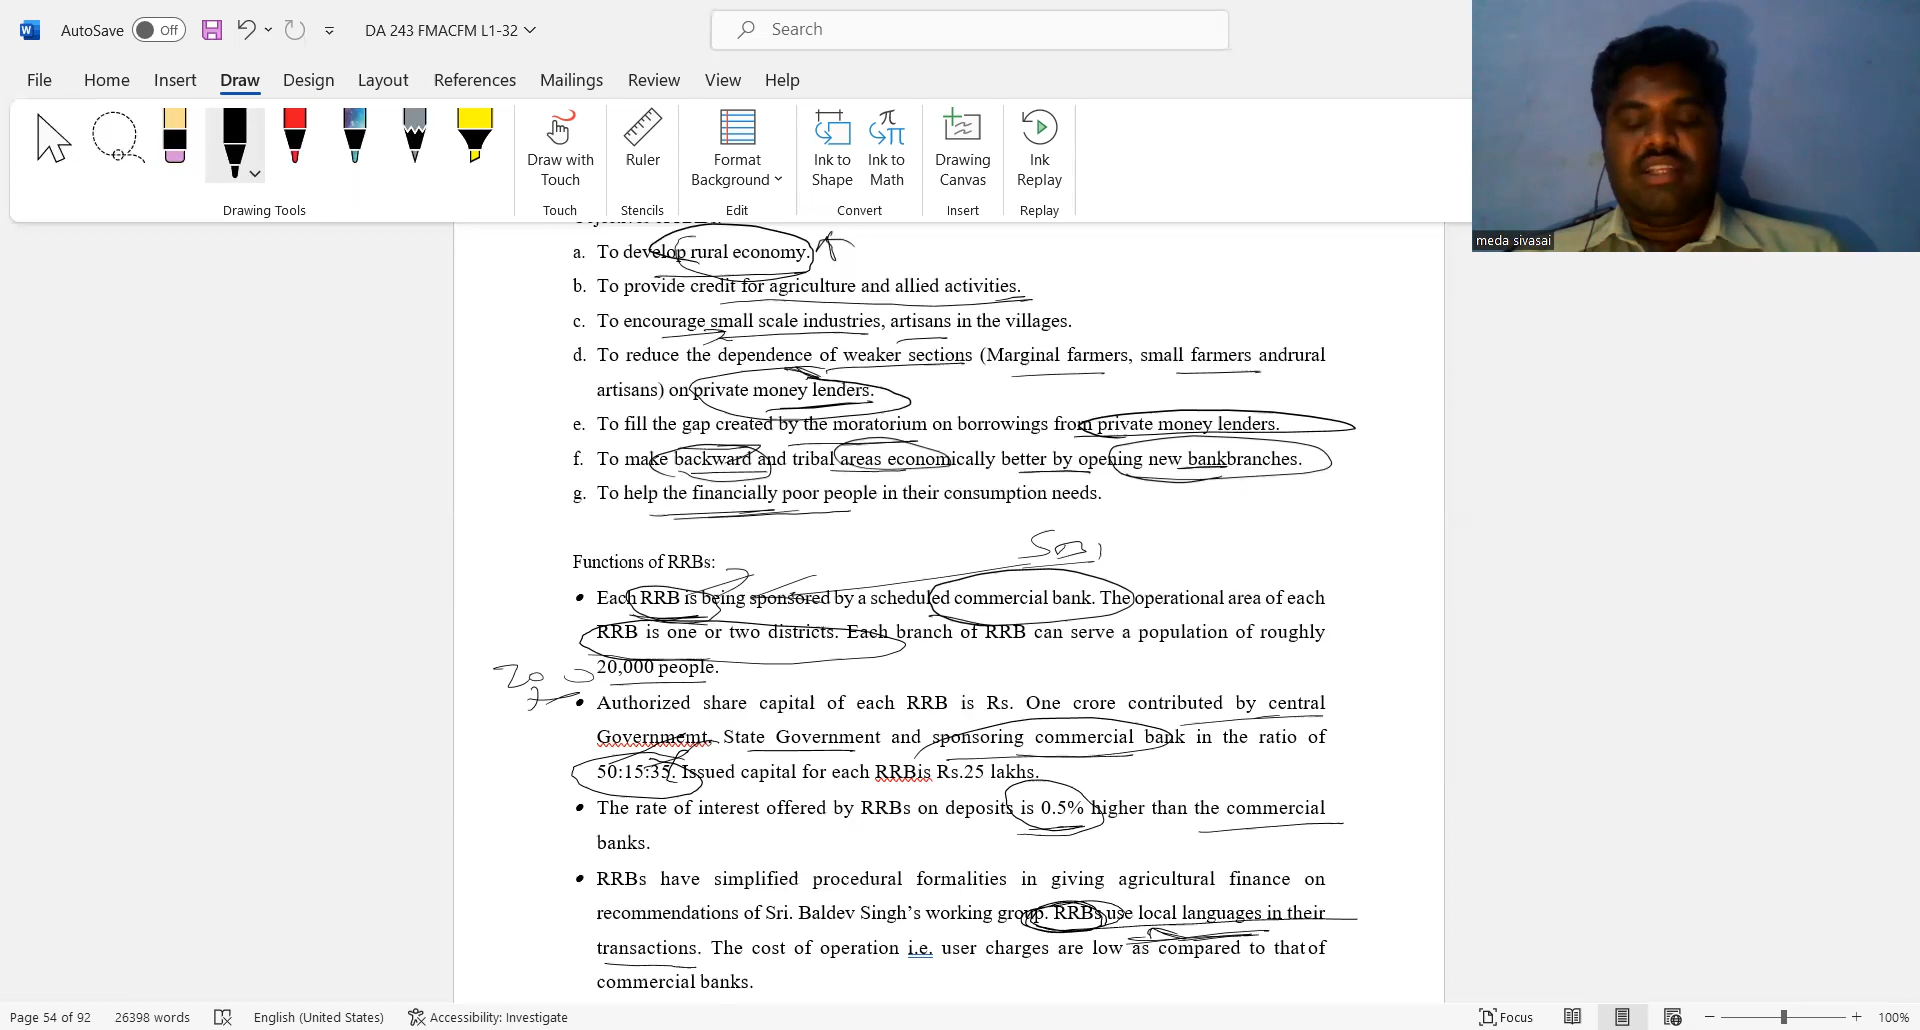 AutoSave Off DA 243 FMACFM L1-32 Search
File Home Insert Draw Design Layout References Mailings Review View Help
Draw with Touch Ruler Format Background Ink to Shape Ink to Math Drawing Canvas Ink Replay
Drawing Tools Touch Stencils Edit Convert Insert Replay
meda sivasai
a. To develop rural economy.
b. To provide credit for agriculture and allied activities.
c. To encourage small scale industries, artisans in the villages.
d. To reduce the dependence of weaker sections (Marginal farmers, small farmers andrural
artisans) on private money lenders.
e. To fill the gap created by the moratorium on borrowings from private money lenders.
f. To make backward and tribal areas economically better by opening new bankbranches.
g. To help the financially poor people in their consumption needs.
Functions of RRBs:
• Each RRB is being sponsored by a scheduled commercial bank. The operational area of each
RRB is one or two districts. Each branch of RRB can serve a population of roughly
20,000 people.
• Authorized share capital of each RRB is Rs. One crore contributed by central
Governmemt, State Government and sponsoring commercial bank in the ratio of
50:15:35. Issued capital for each RRBis Rs.25 lakhs.
• The rate of interest offered by RRBs on deposits is 0.5% higher than the commercial
banks.
• RRBs have simplified procedural formalities in giving agricultural finance on
recommendations of Sri. Baldev Singh’s working group. RRBs use local languages in their
transactions. The cost of operation i.e. user charges are low as compared to that of
commercial banks.
Page 54 of 92 26398 words English (United States) Accessibility: Investigate Focus 100%